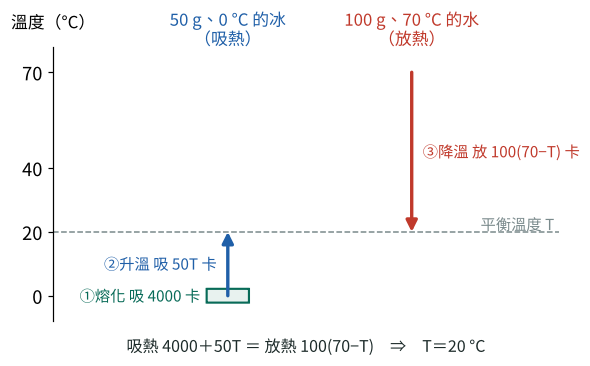 溫度（°C）
50 g、0 °C 的冰
（吸熱）
100 g、70 °C 的水
（放熱）
70
③降溫 放 100(70−T) 卡
40
平衡溫度 T
20
②升溫 吸 50T 卡
①熔化 吸 4000 卡
0
吸熱 4000＋50T ＝ 放熱 100(70−T)　⇒　T＝20 °C